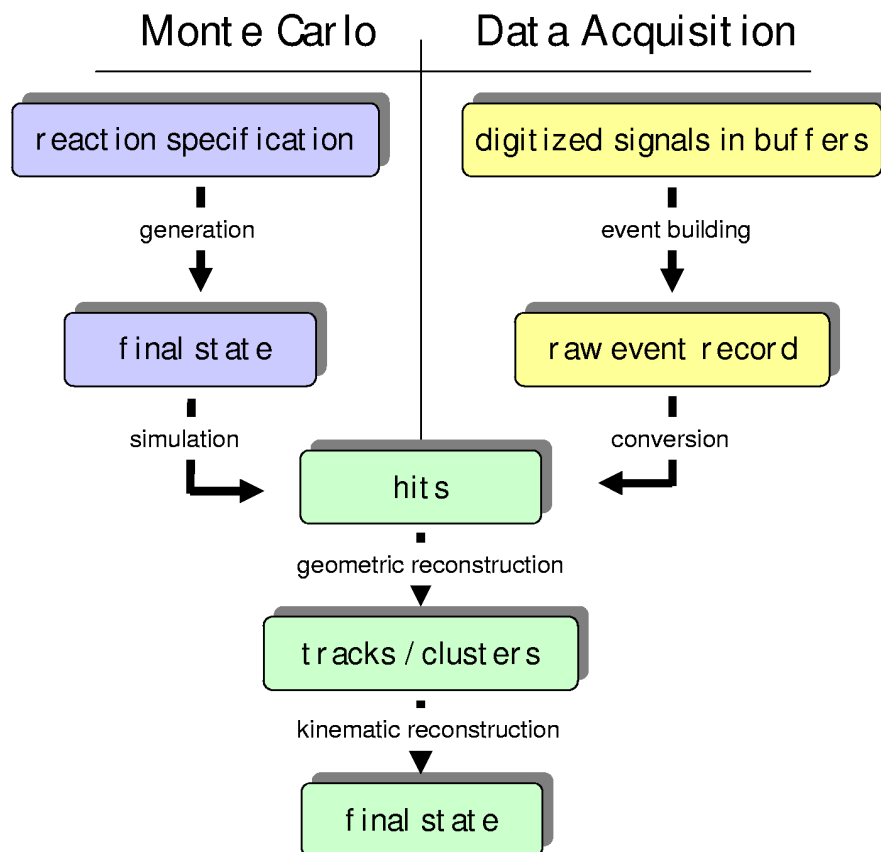 Monte Carlo
Data Acquisition
reaction specification
digitized signals in buffers
generation
event building
final state
raw event record
simulation
conversion
hits
geometric reconstruction
tracks / clusters
kinematic reconstruction
final state